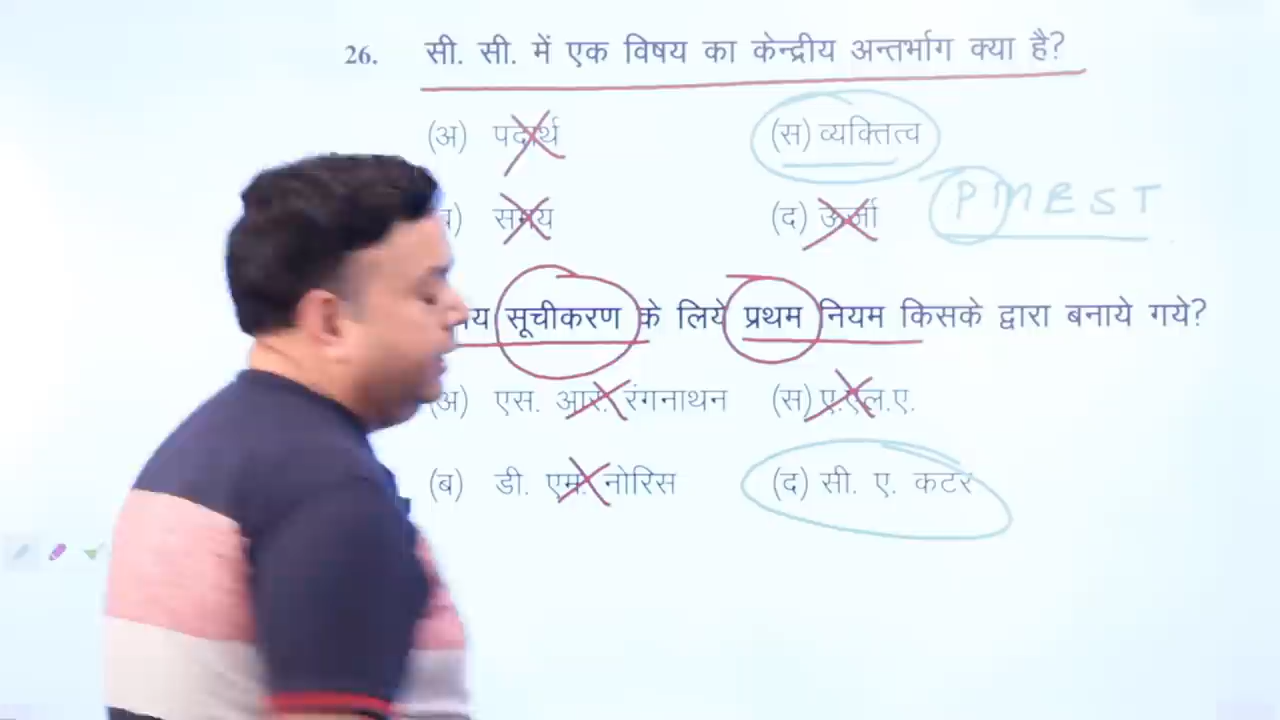 26. सी. सी. में एक विषय का केन्द्रीय अन्तर्भाग क्या है?
(अ) पदार्थ (स) व्यक्तित्व
समय (द) ऊर्जा PMEST
सूचीकरण के लिये प्रथम नियम किसके द्वारा बनाये गये?
(अ) एस. आर. रंगनाथन (स) ए.एल.ए.
(ब) डी. एम. नोरिस (द) सी. ए. कटर